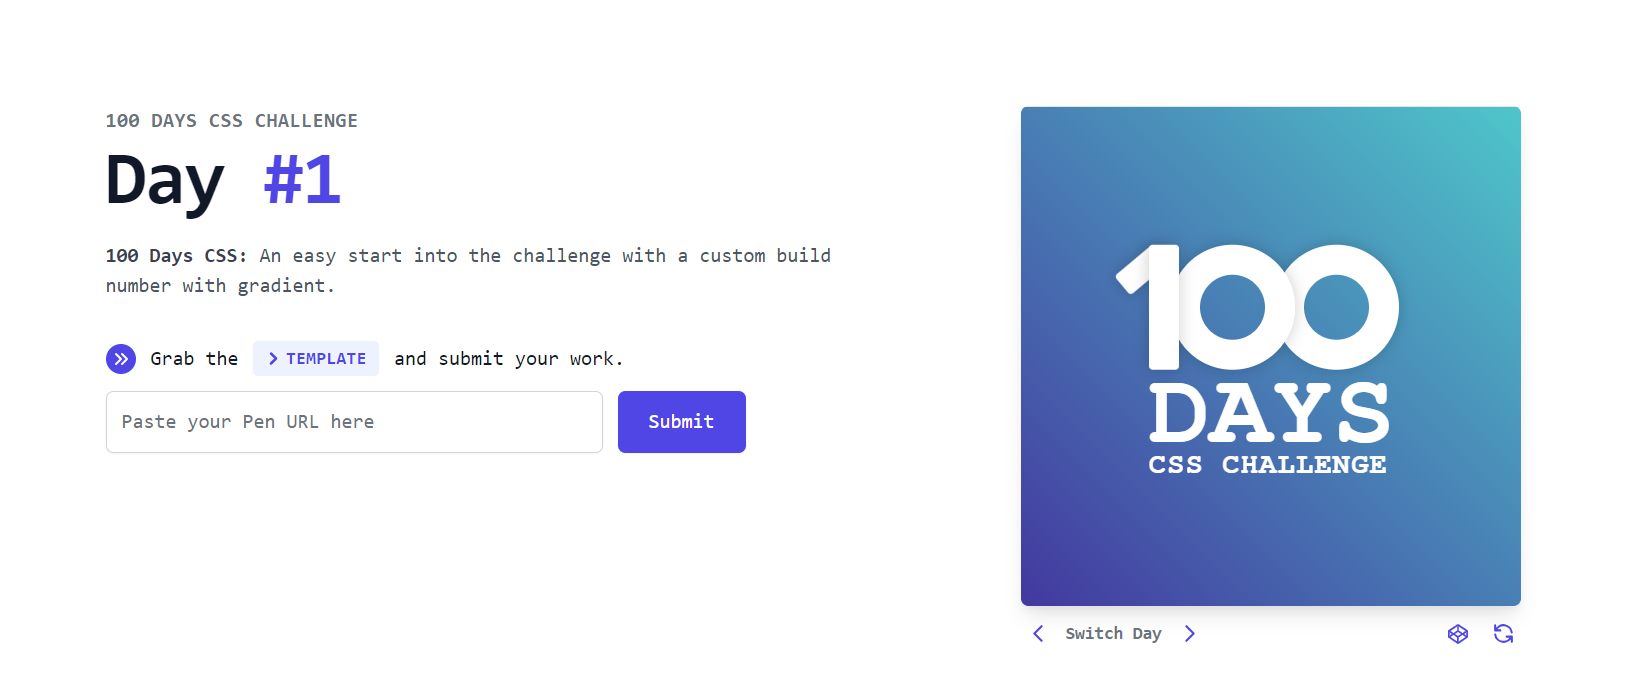 100 DAYS CSS CHALLENGE
Day #1
100 Days CSS: An easy start into the challenge with a custom build
number with gradient.
Grab the TEMPLATE and submit your work.
Paste your Pen URL here
Submit
100
DAYS
CSS CHALLENGE
Switch Day